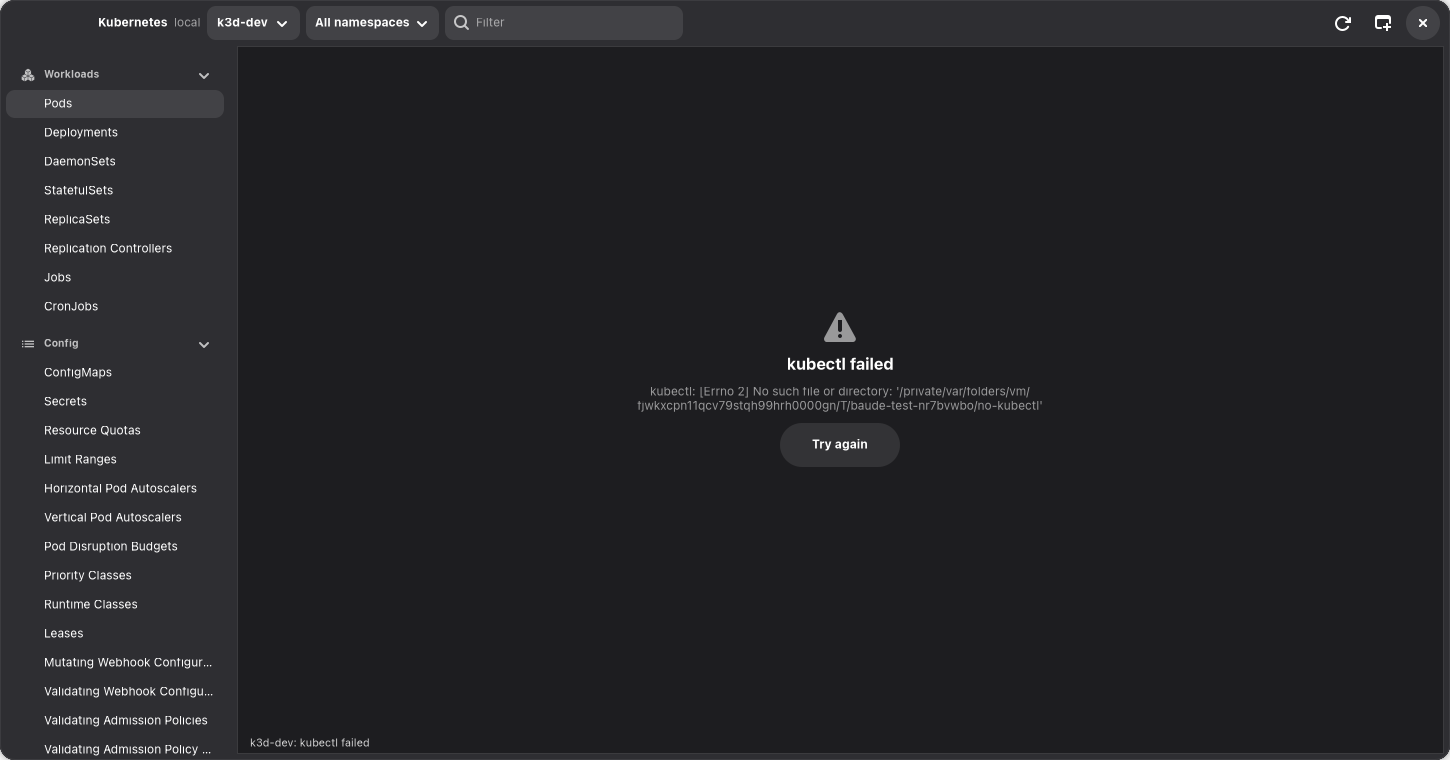 Kubernetes local k3d-dev All namespaces Filter
Workloads
Pods
Deployments
DaemonSets
StatefulSets
ReplicaSets
Replication Controllers
Jobs
CronJobs
Config
ConfigMaps
Secrets
Resource Quotas
Limit Ranges
Horizontal Pod Autoscalers
Vertical Pod Autoscalers
Pod Disruption Budgets
Priority Classes
Runtime Classes
Leases
Mutating Webhook Configur...
Validating Webhook Configu...
Validating Admission Policies
Validating Admission Policy ...
kubectl failed
kubectl: [Errno 2] No such file or directory: '/private/var/folders/vm/
fjwkxcpn11qcv79stqh99hrh0000gn/T/baude-test-nr7bvwbo/no-kubectl'
Try again
k3d-dev: kubectl failed